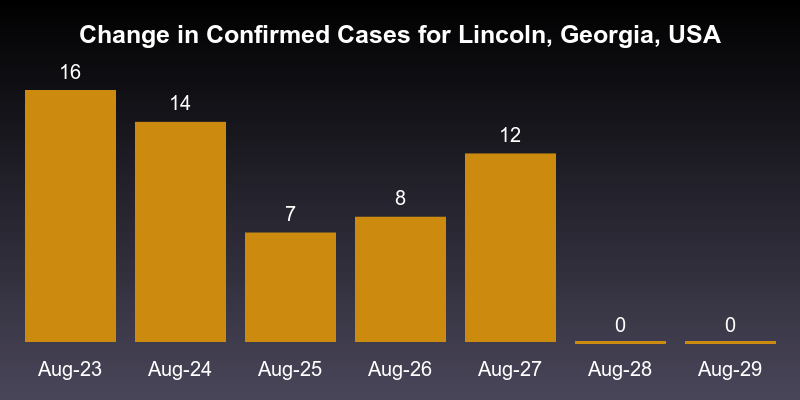 Change in Confirmed Cases for Lincoln, Georgia, USA
16
14
7
8
12
0
0
Aug-23
Aug-24
Aug-25
Aug-26
Aug-27
Aug-28
Aug-29